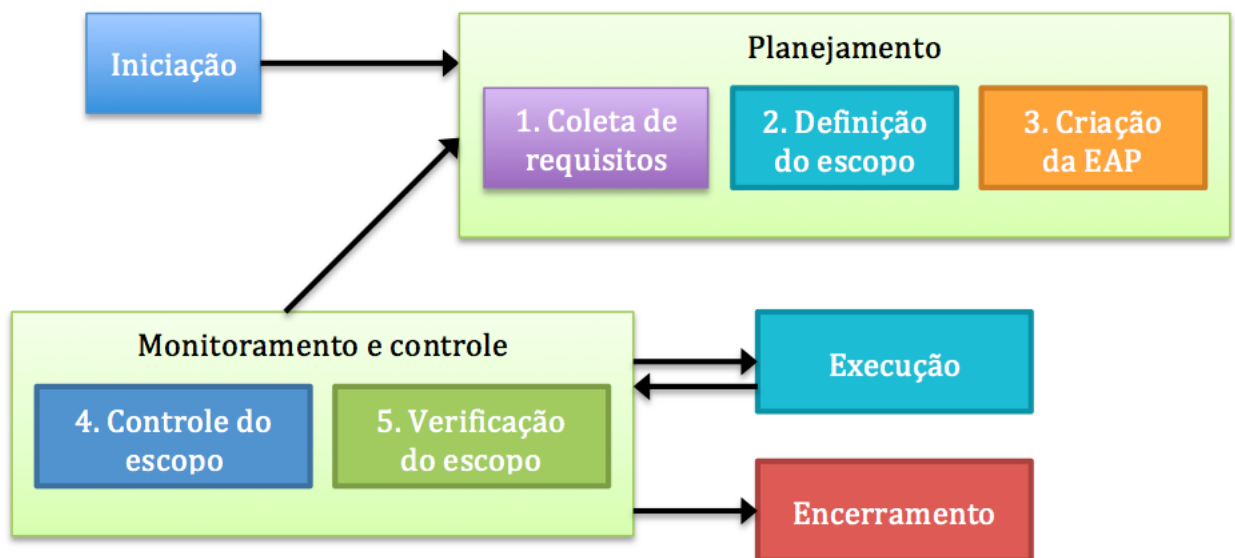 Iniciação
Planejamento
1. Coleta de
requisitos
2. Definição
do escopo
3. Criação
da EAP
Monitoramento e controle
4. Controle do
escopo
5. Verificação
do escopo
Execução
Encerramento